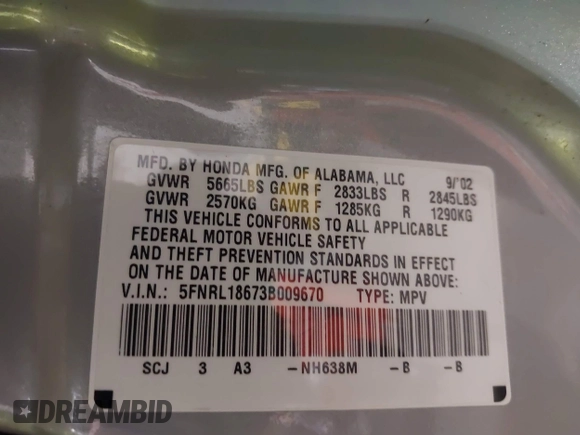 MFD. BY HONDA MFG. OF ALABAMA, LLC 9/'02
GVWR 5665LBS GAWR F 2833LBS R 2845LBS
GVWR 2570KG GAWR F 1285KG R 1290KG
THIS VEHICLE CONFORMS TO ALL APPLICABLE
FEDERAL MOTOR VEHICLE SAFETY
AND THEFT PREVENTION STANDARDS IN EFFECT
ON THE DATE OF MANUFACTURE SHOWN ABOVE.
V.I.N.: 5FNRL18673B009670 TYPE: MPV
SCJ 3 A3 -NH638M -B -B
DREAMBID